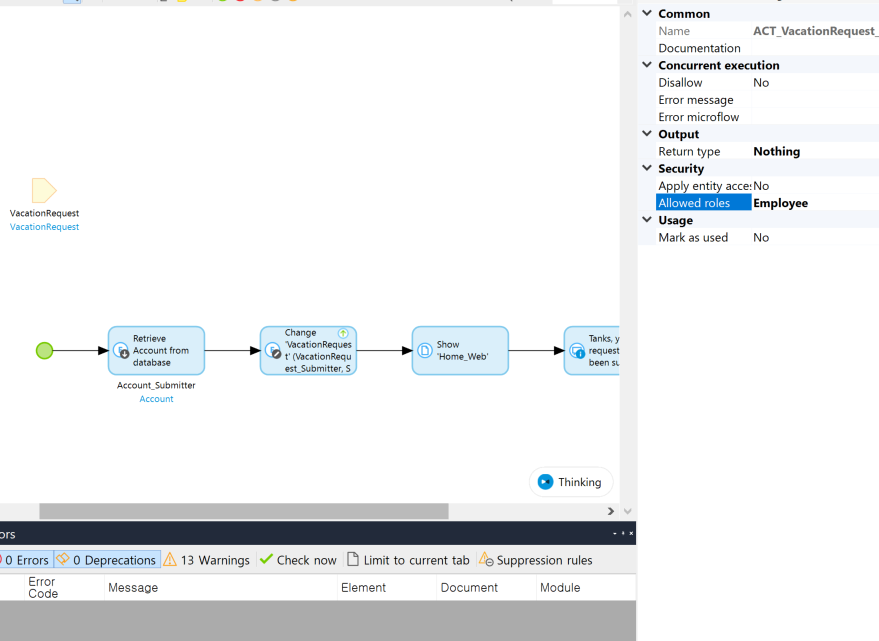 Common
Name ACT_VacationRequest_
Documentation
Concurrent execution
Disallow No
Error message
Error microflow
Output
Return type Nothing
Security
Apply entity acce: No
Allowed roles Employee
Usage
Mark as used No
VacationRequest
VacationRequest
Retrieve
Account from
database
Account_Submitter
Account
Change
'VacationReques
t' (VacationRequ
est_Submitter, S
Show
'Home_Web'
Tanks, y
request
been su
Thinking
ors
0 Errors 0 Deprecations 13 Warnings Check now Limit to current tab Suppression rules
Error
Code
Message Element Document Module